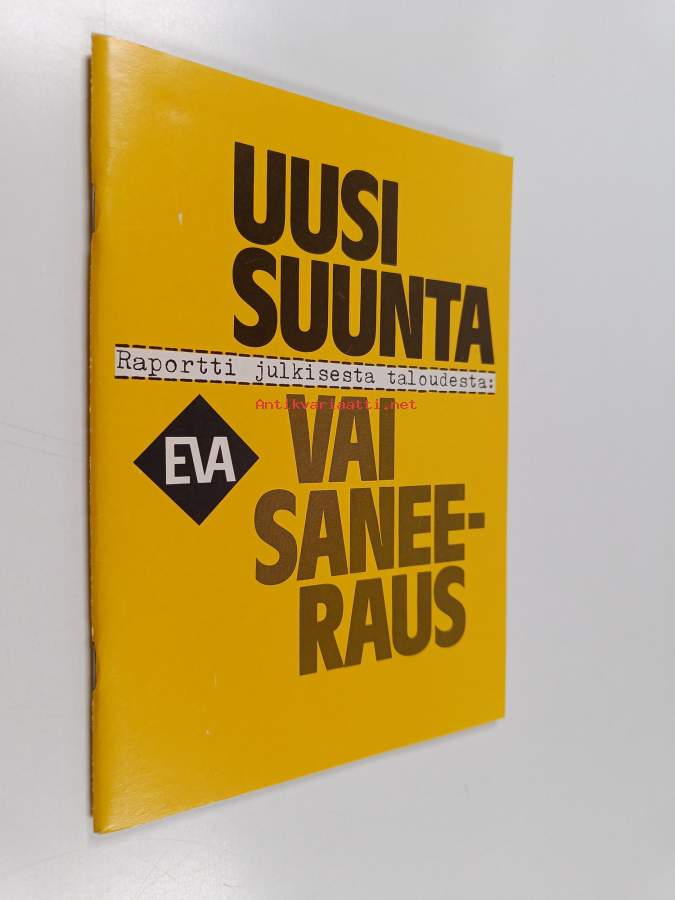 UUSI
SUUNTA
Raportti julkisesta taloudesta:
Antikvariaatti.net
EVA
VAI
SANEE-
RAUS